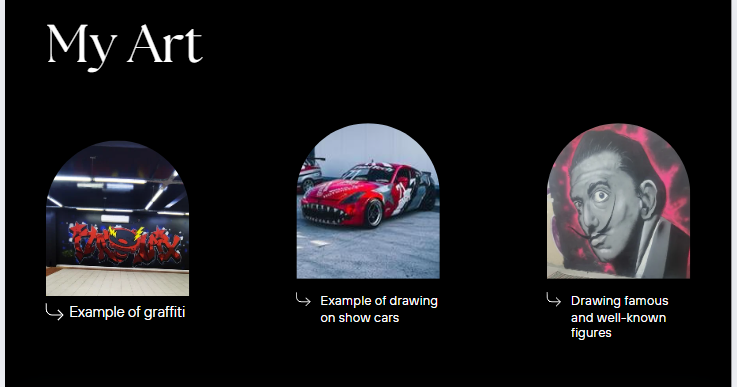 My Art
Example of graffiti
Example of drawing
on show cars
Drawing famous
and well-known
figures